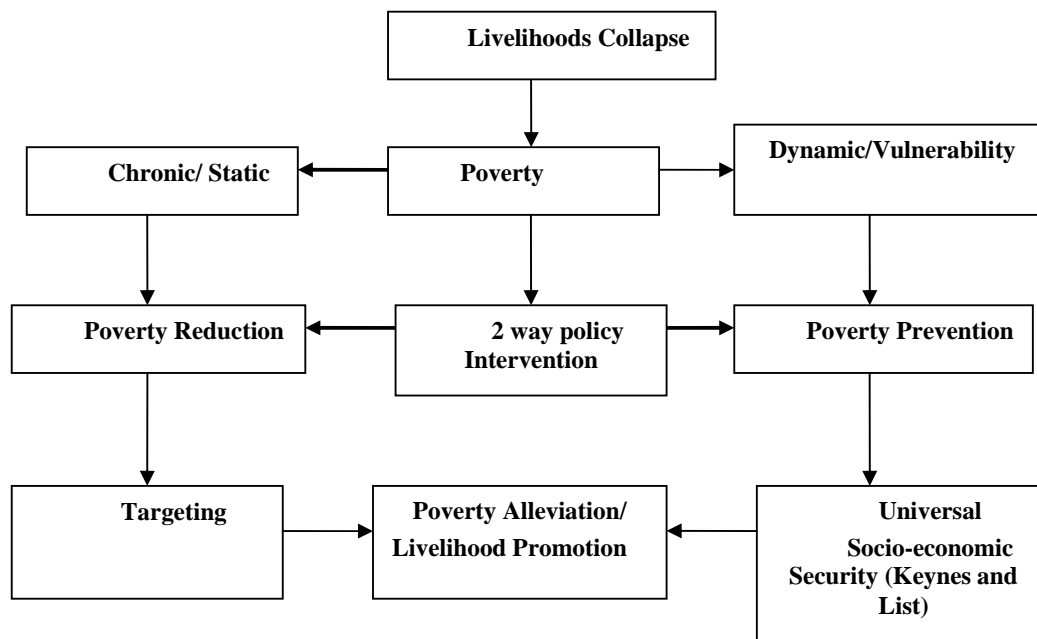 Livelihoods Collapse
Dynamic/Vulnerability
Chronic/ Static
Poverty
Poverty Reduction
2 way policy
Intervention
Poverty Prevention
Targeting
Poverty Alleviation/
Livelihood Promotion
Universal
Socio-economic
Security (Keynes and
List)